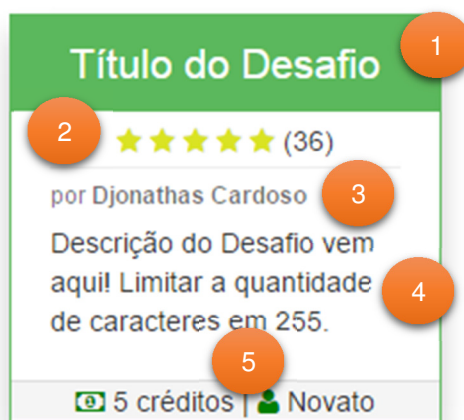 Título do Desafio
1
2
(36)
por Djonathas Cardoso
3
Descrição do Desafio vem
aqui! Limitar a quantidade
de caracteres em 255.
4
5
5 créditos | Novato